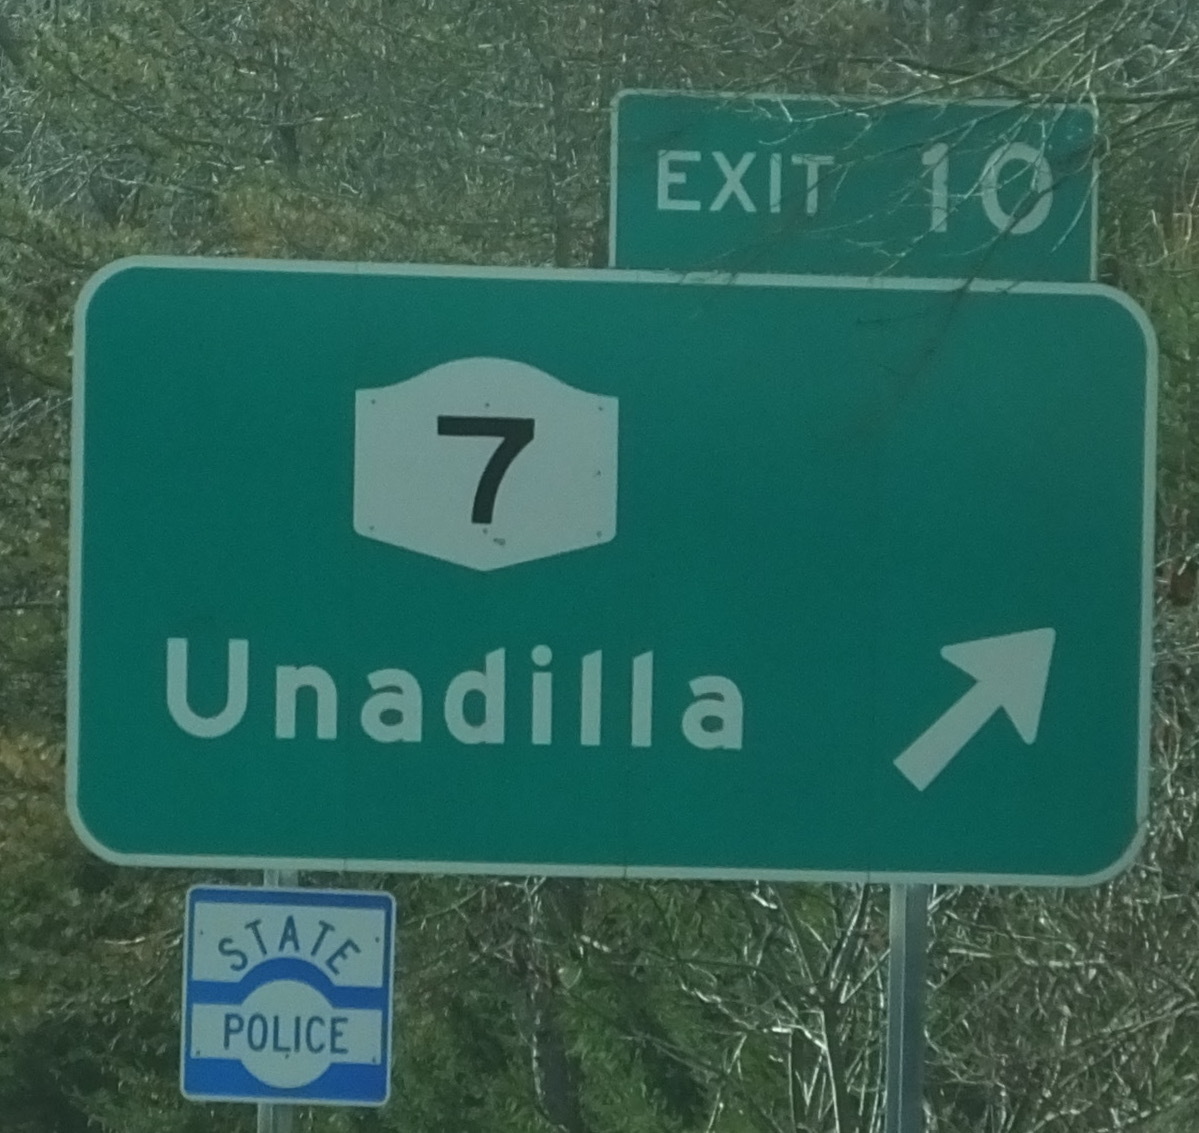 EXIT 10
7
Unadilla
STATE
POLICE